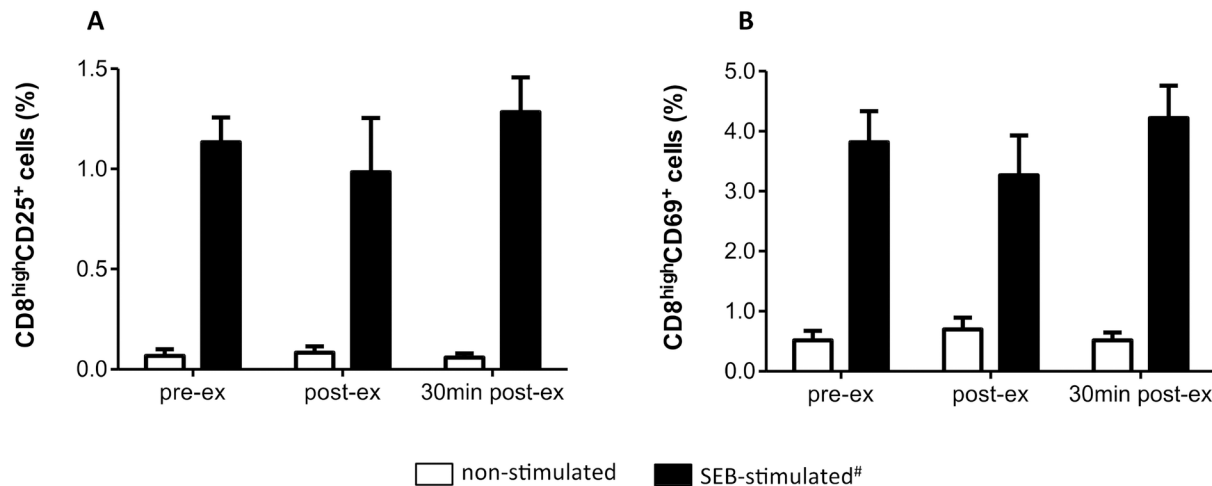 A
CD8highCD25+ cells (%)
1.5
1.0
0.5
0.0
pre-ex post-ex 30min post-ex
B
CD8highCD69+ cells (%)
5.0
4.0
3.0
2.0
1.0
0.0
pre-ex post-ex 30min post-ex
non-stimulated SEB-stimulated#